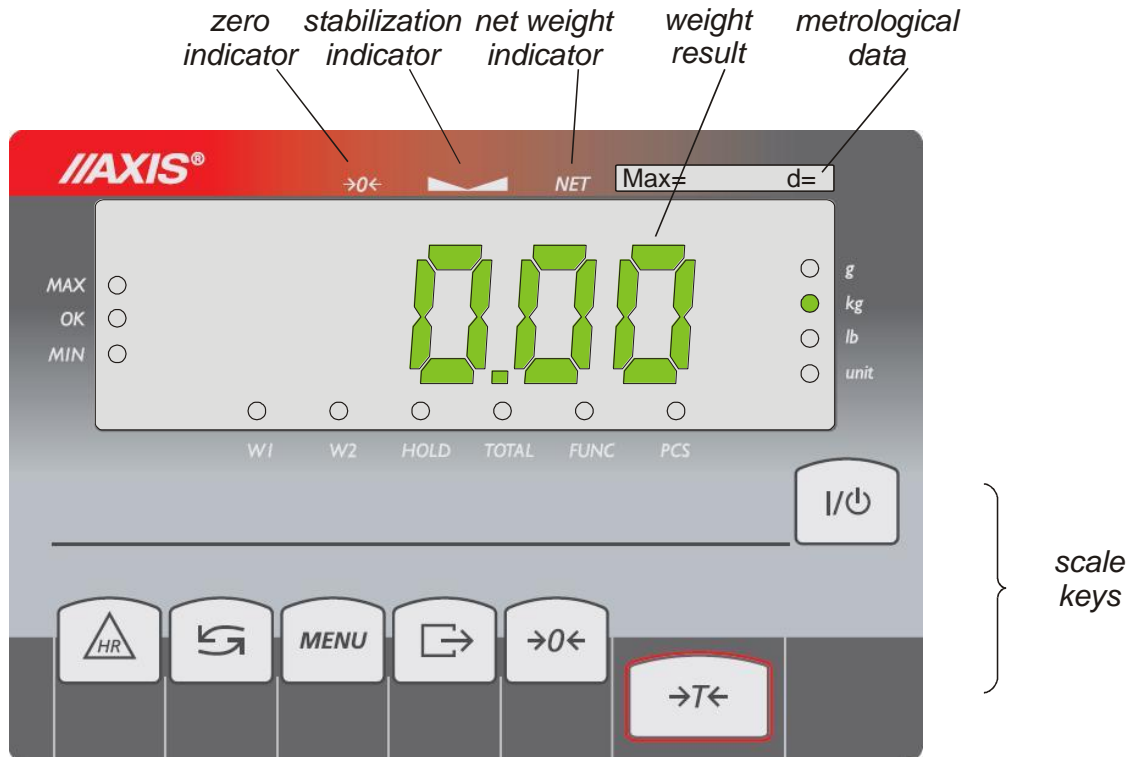 zero indicator
stabilization indicator
net weight indicator
weight result
metrological data
//AXIS®
→0←
NET
Max= d=
0.00
MAX
OK
MIN
g
kg
lb
unit
W1 W2 HOLD TOTAL FUNC PCS
I/⏻
scale keys
HR
MENU
→0←
→T←